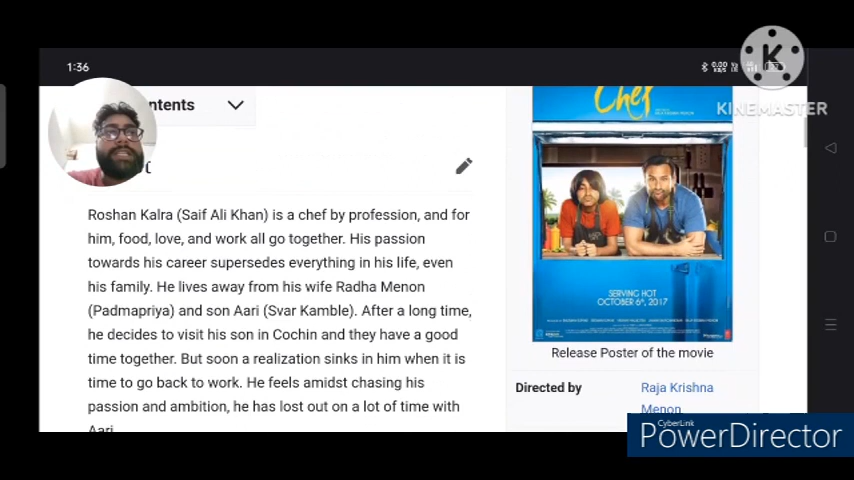 1:36
ntents
KINEMASTER
Chef
Roshan Kalra (Saif Ali Khan) is a chef by profession, and for
him, food, love, and work all go together. His passion
towards his career supersedes everything in his life, even
his family. He lives away from his wife Radha Menon
(Padmapriya) and son Aari (Svar Kamble). After a long time,
he decides to visit his son in Cochin and they have a good
time together. But soon a realization sinks in him when it is
time to go back to work. He feels amidst chasing his
passion and ambition, he has lost out on a lot of time with
Aari.
SERVING HOT
OCTOBER 6th, 2017
Release Poster of the movie
Directed by
Raja Krishna
Menon
CyberLink
PowerDirector